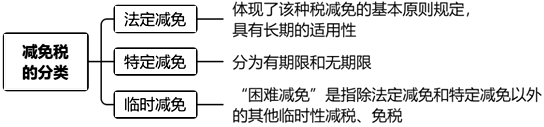 减免税
的分类
法定减免
体现了该种税减免的基本原则规定，
具有长期的适用性
特定减免
分为有期限和无期限
临时减免
“困难减免”是指除法定减免和特定减免以外
的其他临时性减税、免税